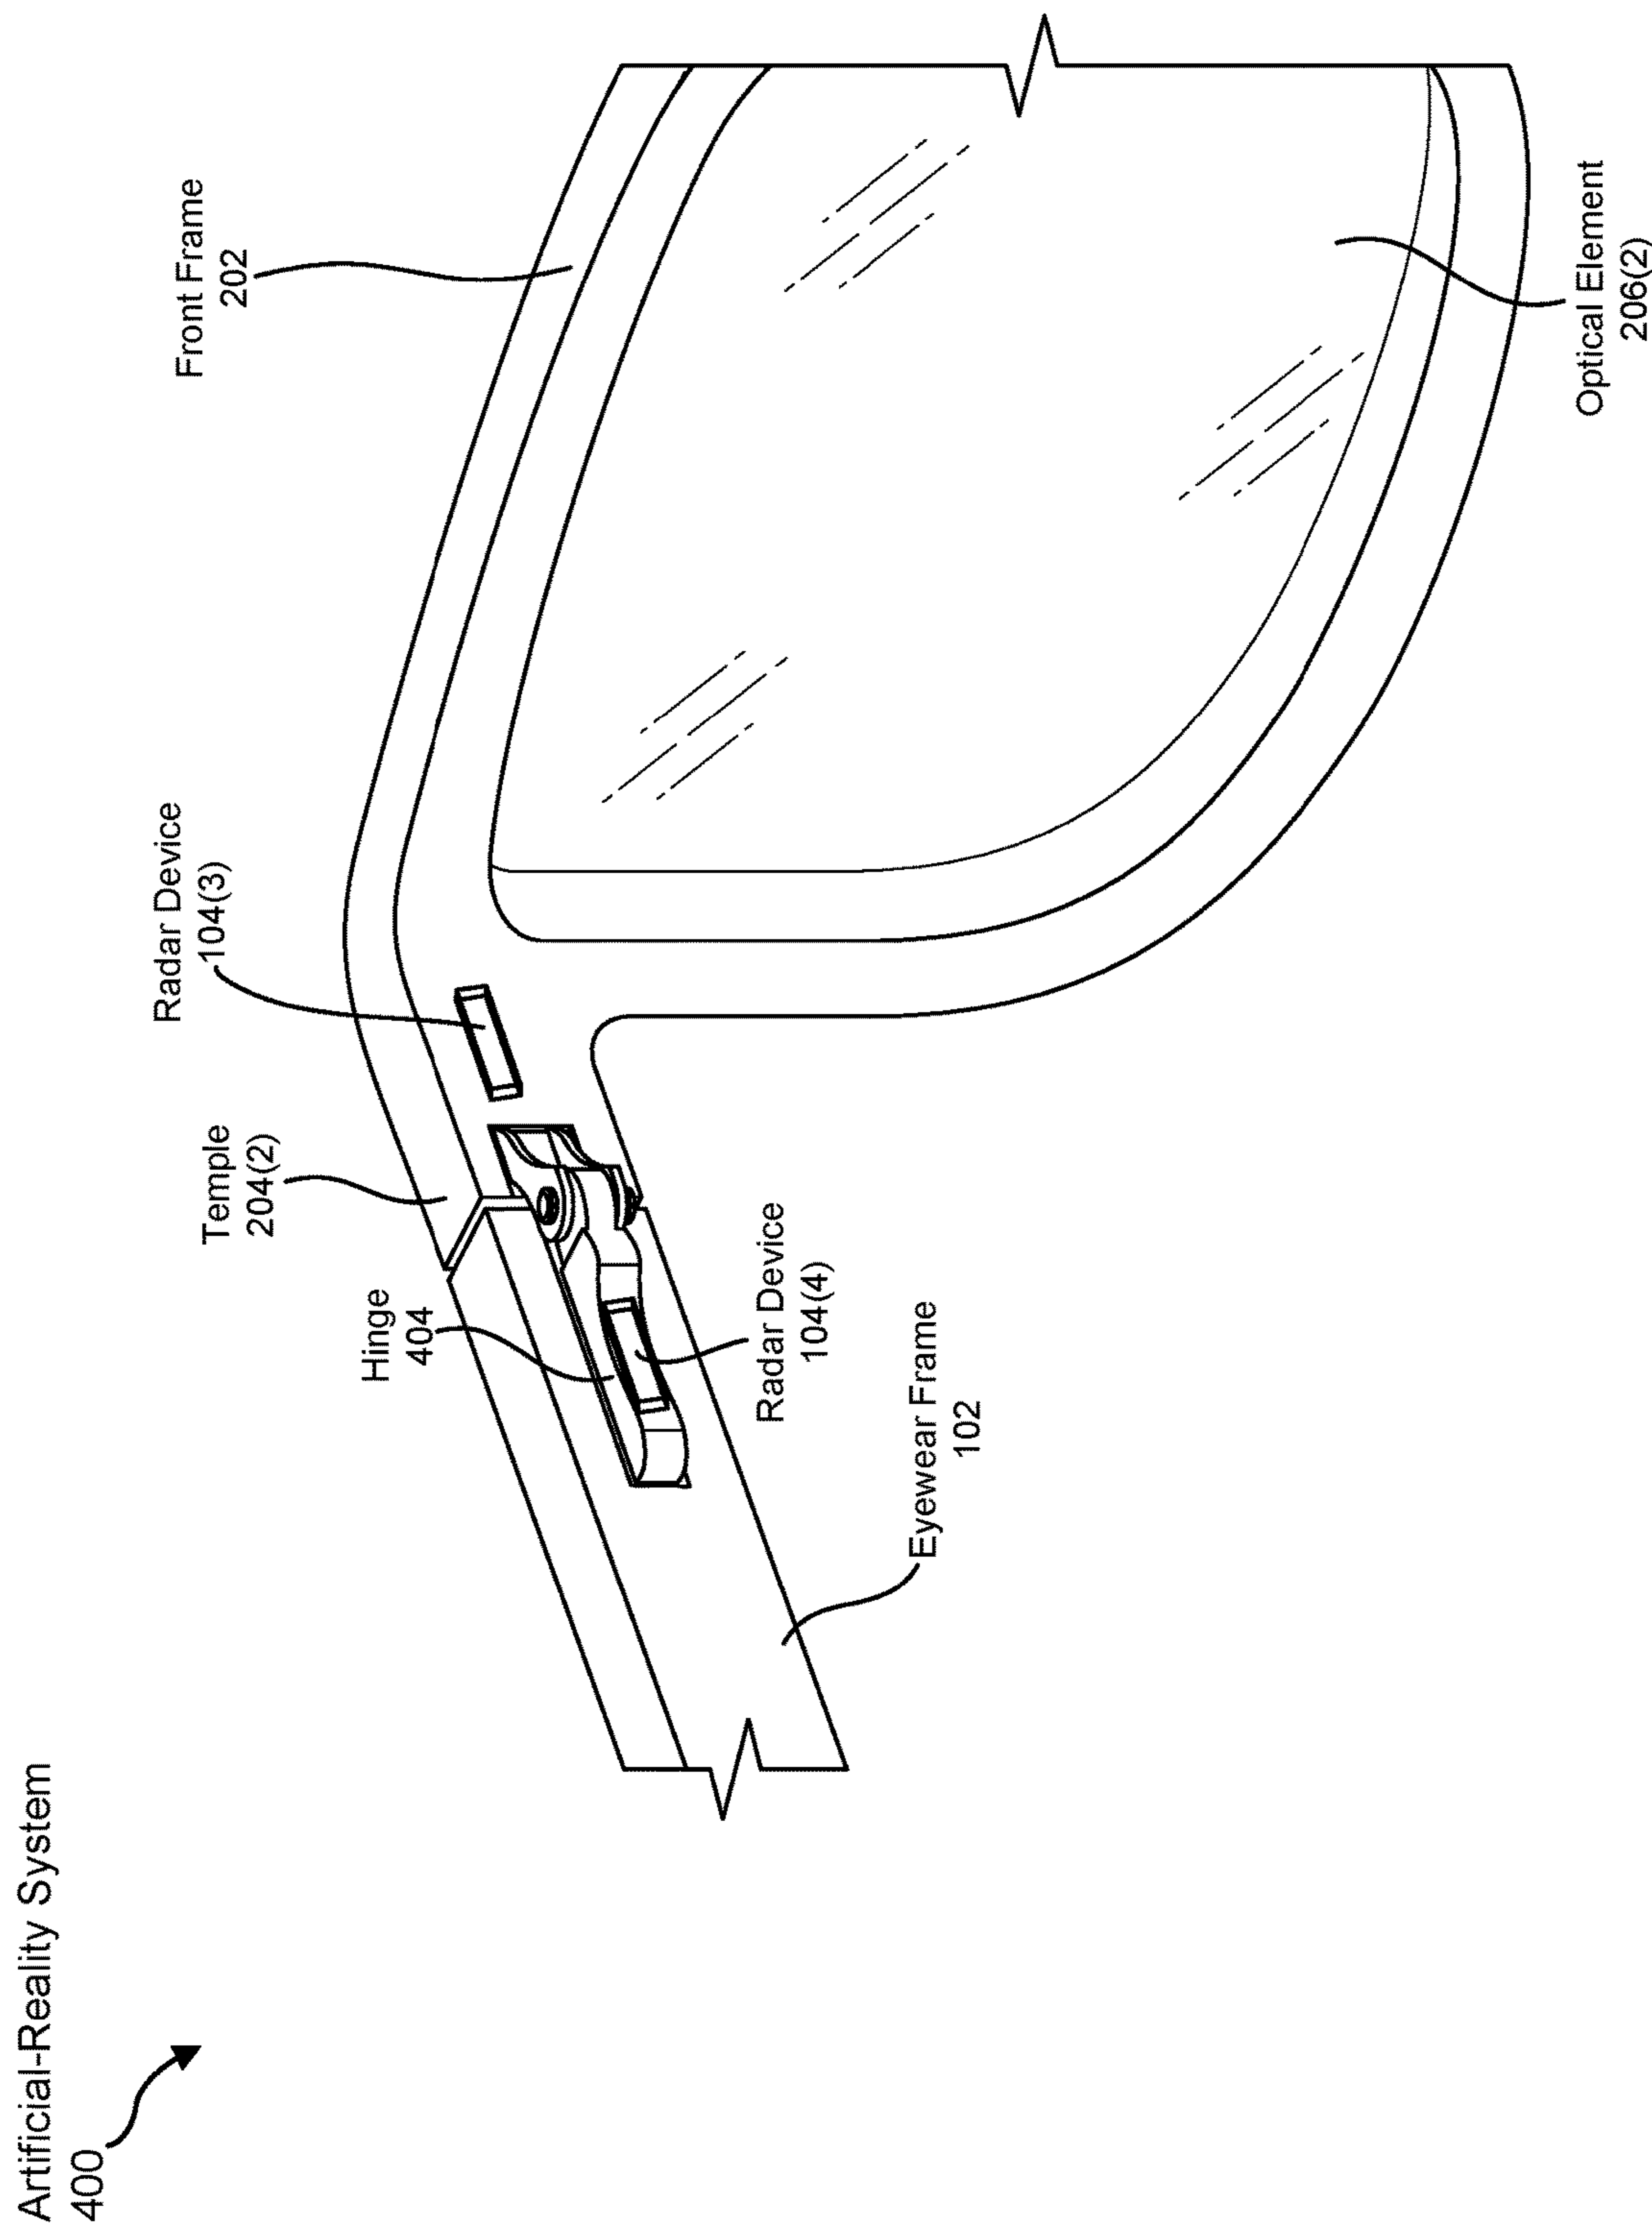 Artificial-Reality System
400
Front Frame
202
Radar Device
104(3)
Temple
204(2)
Hinge
404
Radar Device
104(4)
Eyewear Frame
102
Optical Element
206(2)